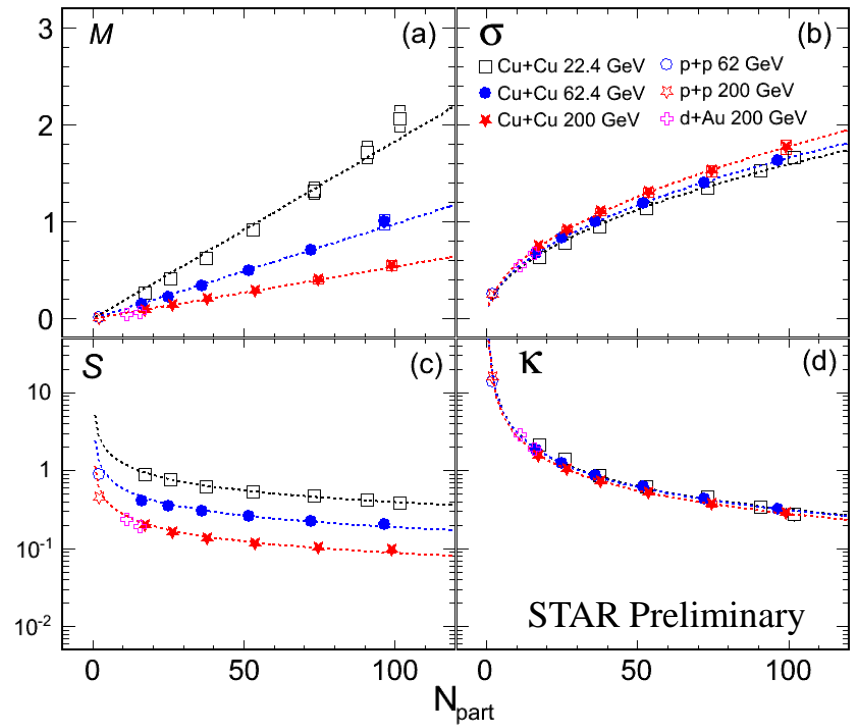 M (a)
σ (b)
Cu+Cu 22.4 GeV p+p 62 GeV
Cu+Cu 62.4 GeV p+p 200 GeV
Cu+Cu 200 GeV d+Au 200 GeV
3
2
1
0
S (c)
κ (d)
10
1
10⁻¹
10⁻²
STAR Preliminary
0 50 100 0 50 100
N_part